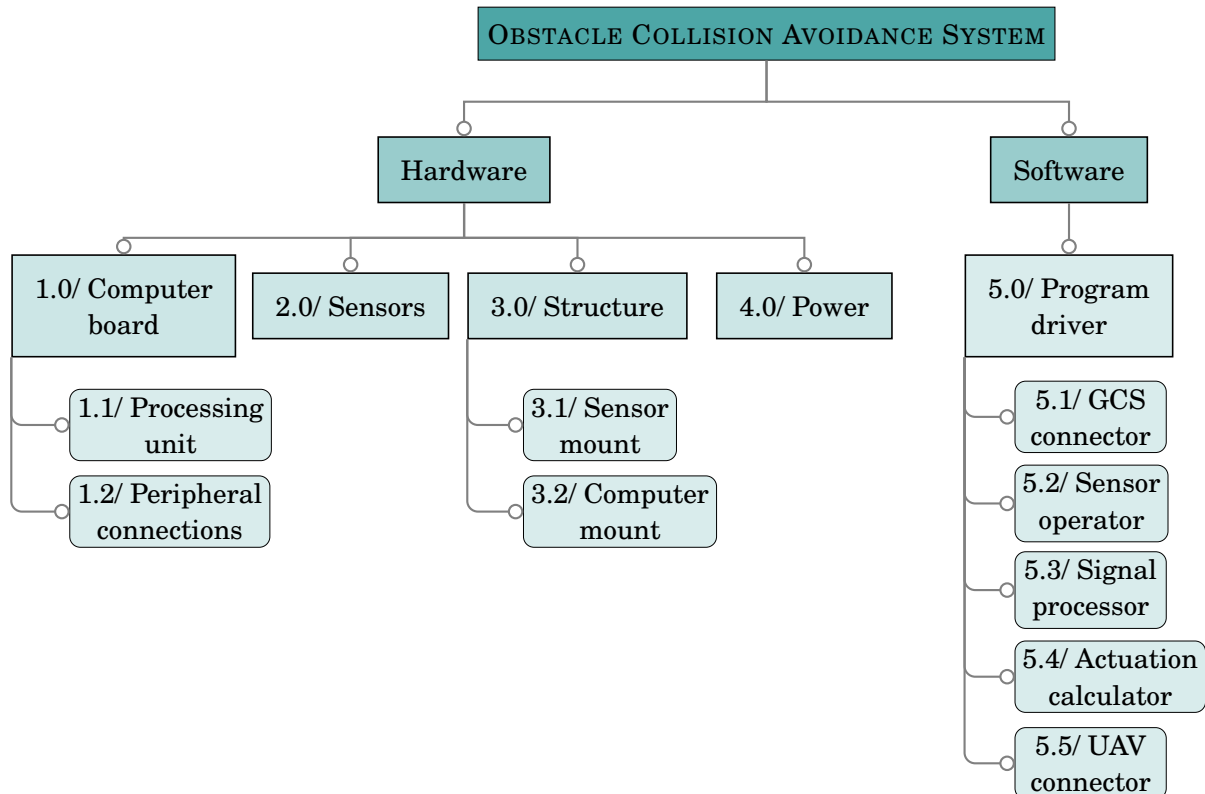 OBSTACLE COLLISION AVOIDANCE SYSTEM
Hardware
Software
1.0/ Computer
board
2.0/ Sensors
3.0/ Structure
4.0/ Power
5.0/ Program
driver
1.1/ Processing
unit
1.2/ Peripheral
connections
3.1/ Sensor
mount
3.2/ Computer
mount
5.1/ GCS
connector
5.2/ Sensor
operator
5.3/ Signal
processor
5.4/ Actuation
calculator
5.5/ UAV
connector